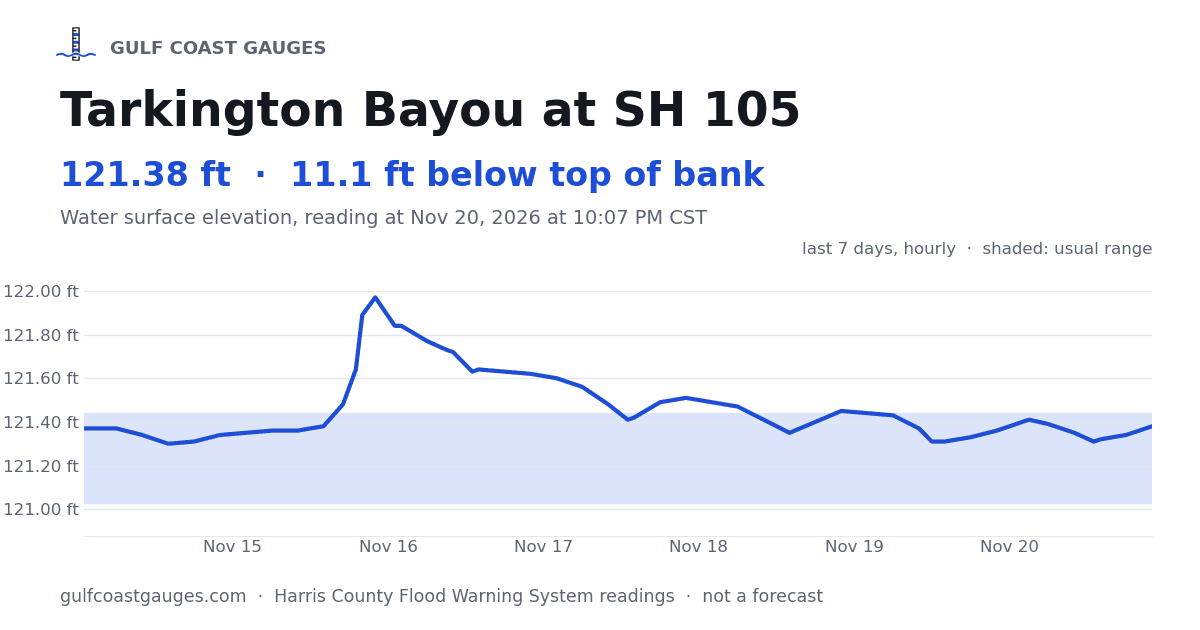 GULF COAST GAUGES
Tarkington Bayou at SH 105
121.38 ft · 11.1 ft below top of bank
Water surface elevation, reading at Nov 20, 2026 at 10:07 PM CST
last 7 days, hourly · shaded: usual range
122.00 ft
121.80 ft
121.60 ft
121.40 ft
121.20 ft
121.00 ft
Nov 15 Nov 16 Nov 17 Nov 18 Nov 19 Nov 20
gulfcoastgauges.com · Harris County Flood Warning System readings · not a forecast